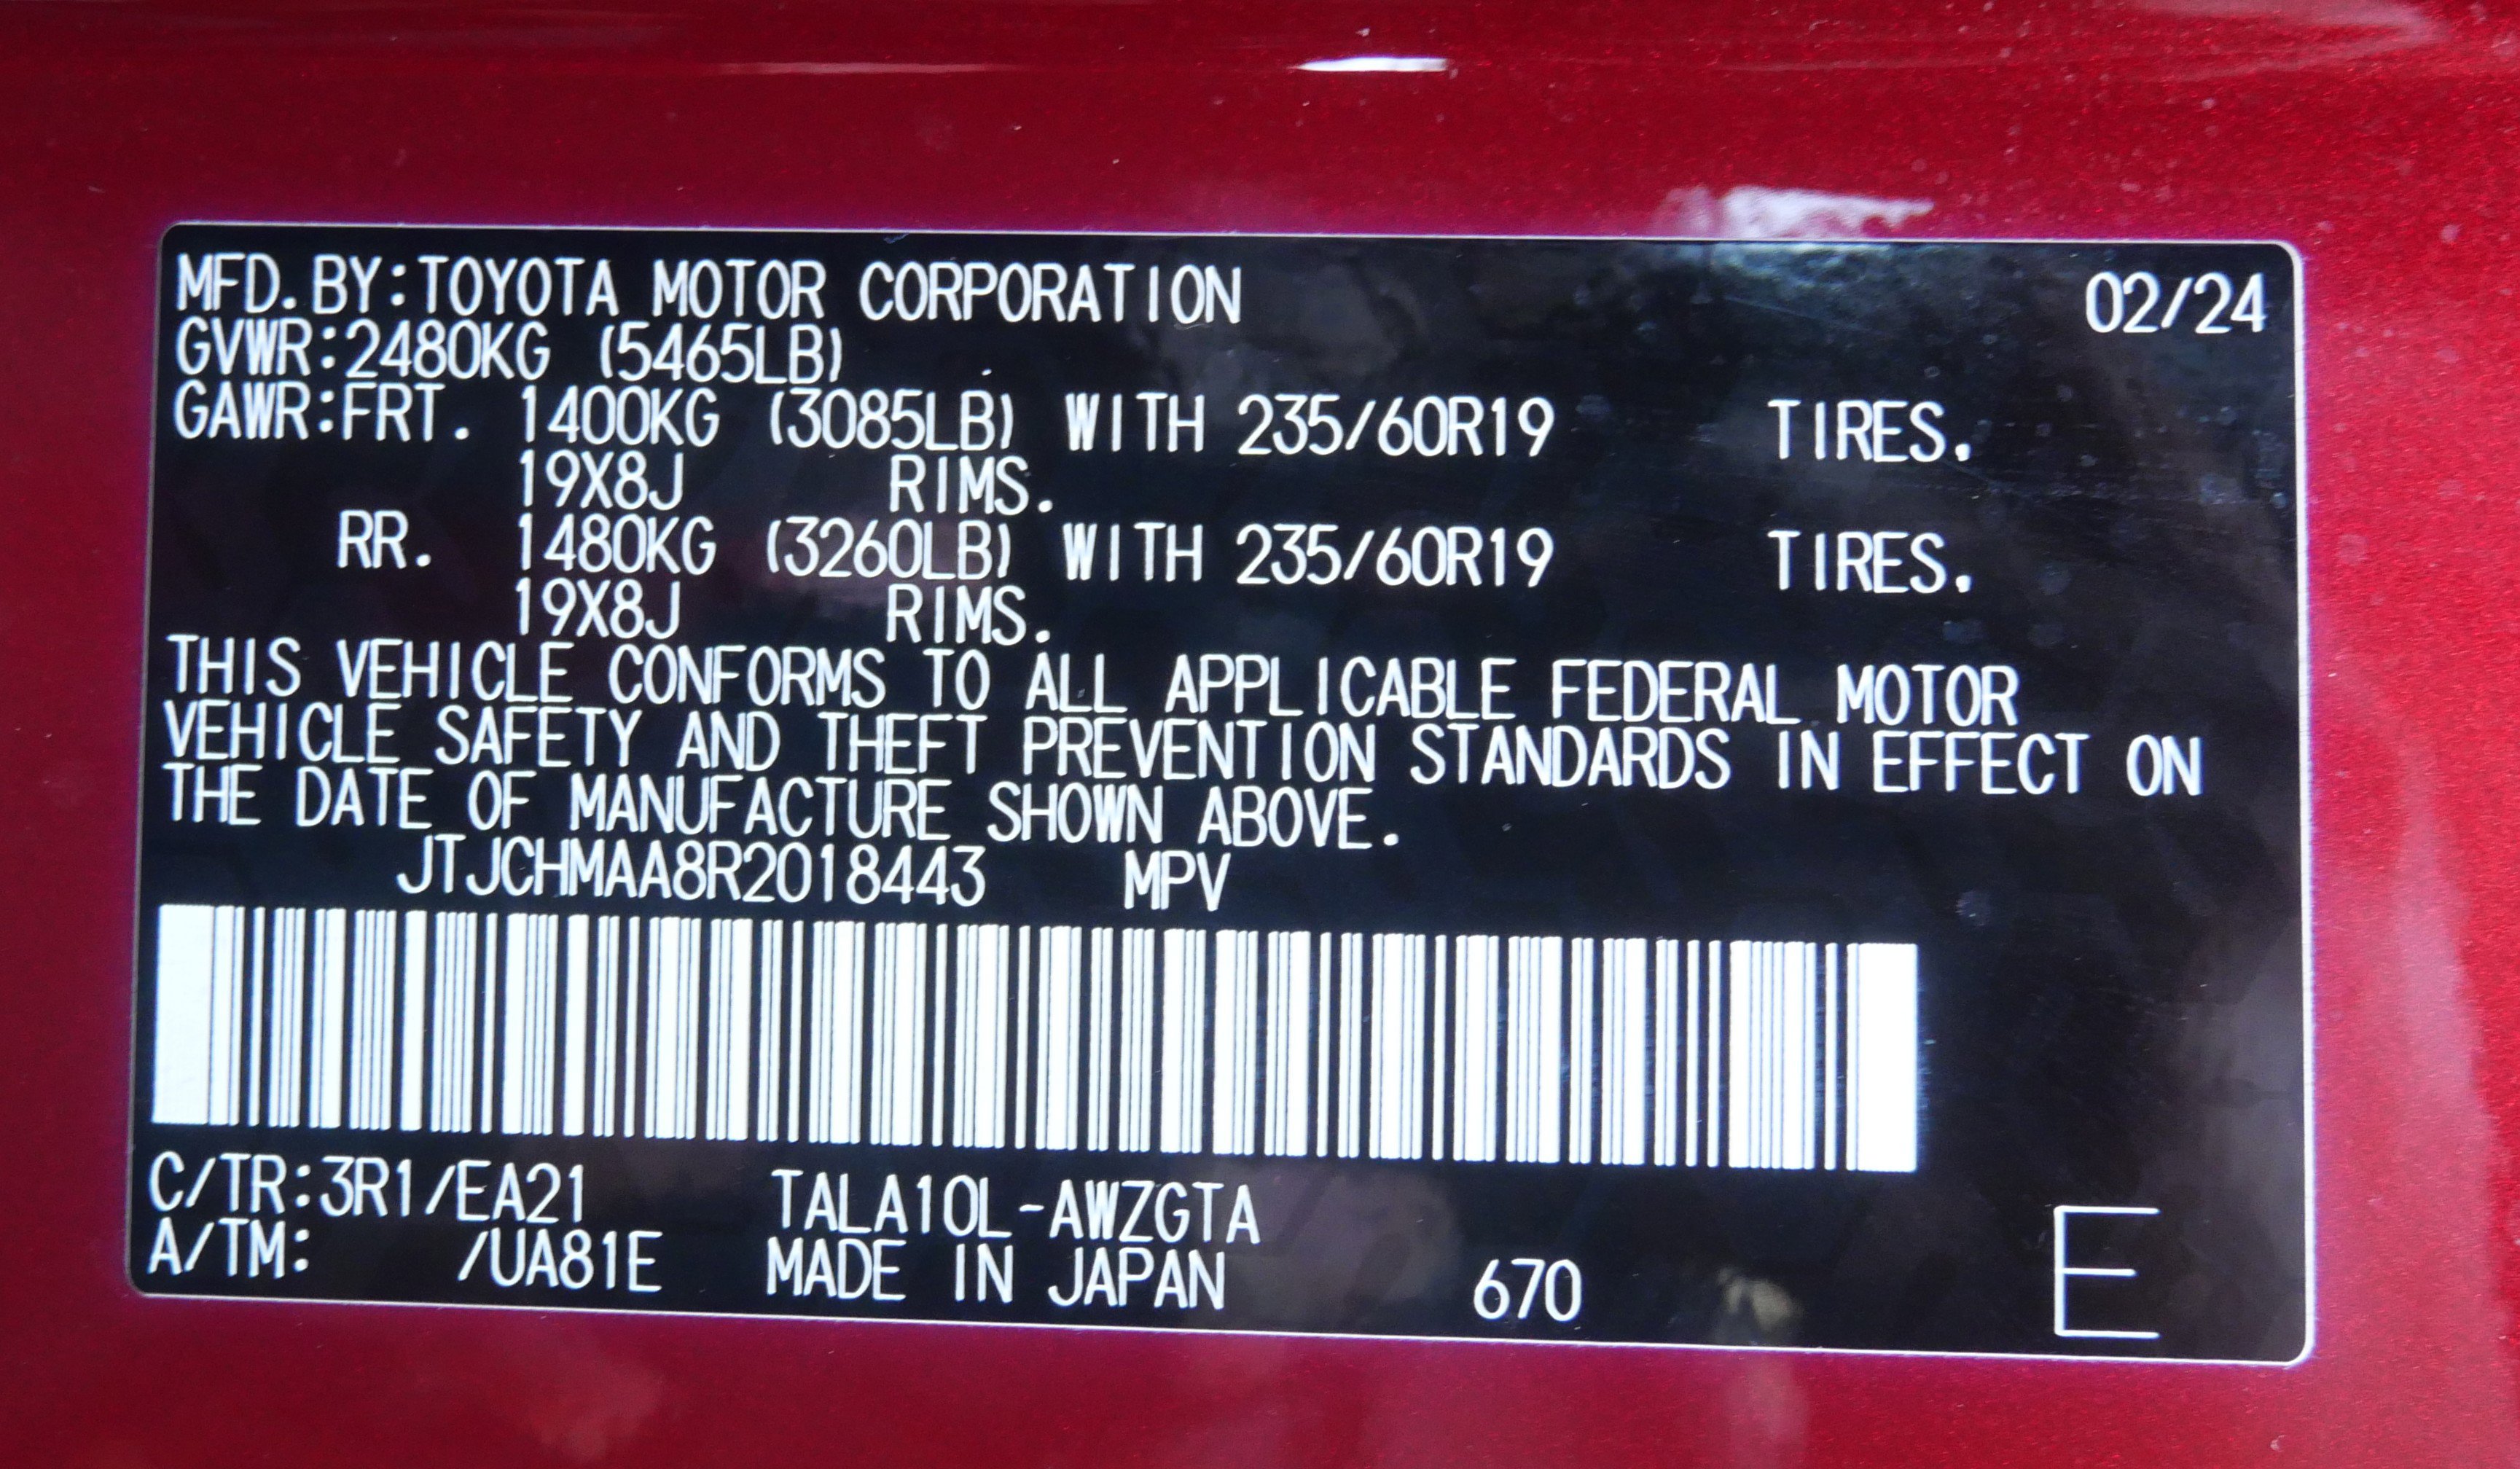 MFD.BY:TOYOTA MOTOR CORPORATION 02/24
GVWR:2480KG (5465LB)
GAWR:FRT. 1400KG (3085LB) WITH 235/60R19 TIRES.
19X8J RIMS.
RR. 1480KG (3260LB) WITH 235/60R19 TIRES.
19X8J RIMS.
THIS VEHICLE CONFORMS TO ALL APPLICABLE FEDERAL MOTOR
VEHICLE SAFETY AND THEFT PREVENTION STANDARDS IN EFFECT ON
THE DATE OF MANUFACTURE SHOWN ABOVE.
JTJCHMAA8R2018443 MPV
C/TR:3R1/EA21 TALA10L-AWZGTA
A/TM: /UA81E MADE IN JAPAN 670 E